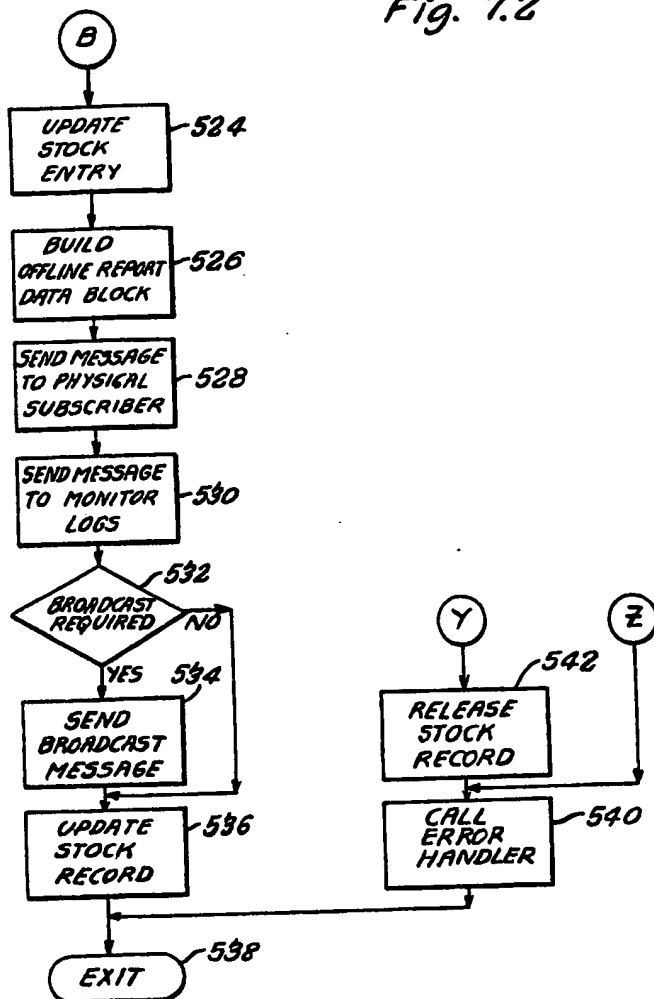 Fig. 7.2
B
UPDATE
STOCK
ENTRY
524
BUILD
OFFLINE REPORT
DATA BLOCK
526
SEND MESSAGE
TO PHYSICAL
SUBSCRIBER
528
SEND MESSAGE
TO MONITOR
LOGS
530
532
BROADCAST
REQUIRED
NO
YES
534
SEND
BROADCAST
MESSAGE
UPDATE
STOCK
RECORD
536
Y
Z
542
RELEASE
STOCK
RECORD
CALL
ERROR
HANDLER
540
EXIT
538